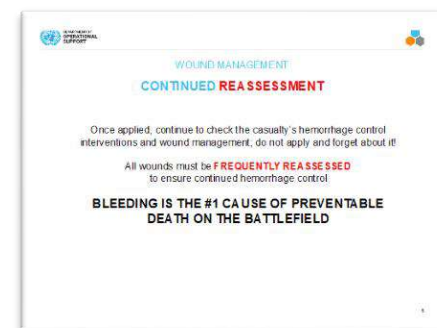 DEPARTMENT OF
OPERATIONAL
SUPPORT
WOUND MANAGEMENT
CONTINUED REASSESSMENT
Once applied, continue to check the casualty's hemorrhage control
interventions and wound management, do not apply and forget about it!
All wounds must be FREQUENTLY REASSESSED
to ensure continued hemorrhage control
BLEEDING IS THE #1 CAUSE OF PREVENTABLE
DEATH ON THE BATTLEFIELD